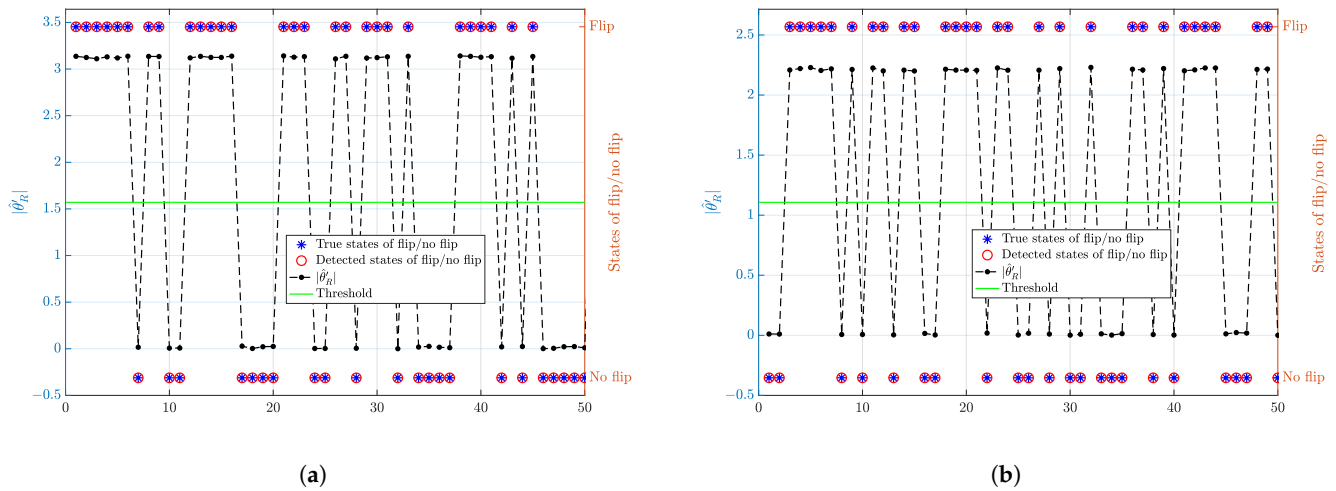 3.5
3
2.5
2
1.5
1
0.5
0
−0.5
|θ̂′_R|
0 10 20 30 40 50
Flip
States of flip/no flip
No flip
True states of flip/no flip
Detected states of flip/no flip
|θ̂′_R|
Threshold
(a)
2.5
2
1.5
1
0.5
0
−0.5
|θ̂′_R|
0 10 20 30 40 50
Flip
States of flip/no flip
No flip
True states of flip/no flip
Detected states of flip/no flip
|θ̂′_R|
Threshold
(b)